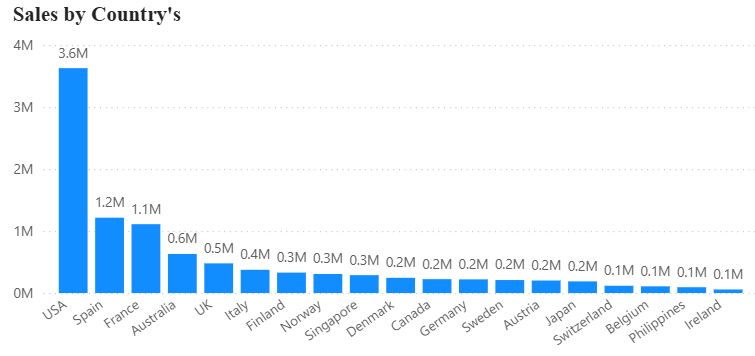 Sales by Country's
4M
3M
2M
1M
0M
3.6M
1.2M
1.1M
0.6M
0.5M
0.4M
0.3M
0.3M
0.3M
0.2M
0.2M
0.2M
0.2M
0.2M
0.2M
0.1M
0.1M
0.1M
0.1M
USA
Spain
France
Australia
UK
Italy
Finland
Norway
Singapore
Denmark
Canada
Germany
Sweden
Austria
Japan
Switzerland
Belgium
Philippines
Ireland